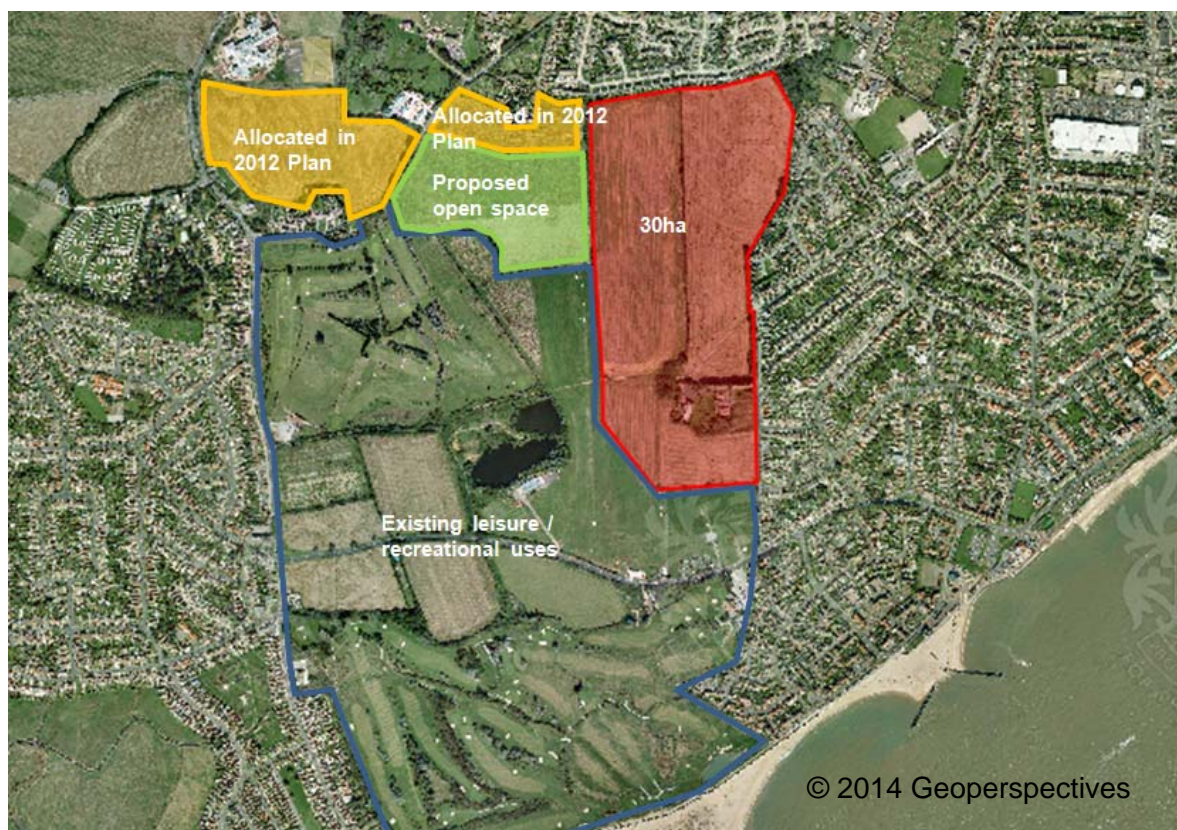 Allocated in
2012 Plan
Allocated in 2012
Plan
Proposed
open space
30ha
Existing leisure /
recreational uses
© 2014 Geoperspectives